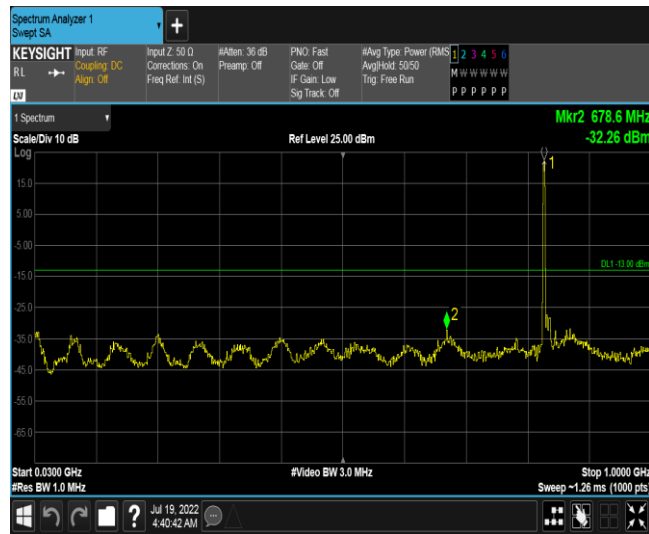 Spectrum Analyzer 1
Swept SA
KEYSIGHT Input: RF Input Z: 50 Ω #Atten: 36 dB PNO: Fast #Avg Type: Power (RMS 1 2 3 4 5 6
R L Coupling: DC Corrections: On Preamp: Off Gate: Off Avg|Hold: 50/50 M W W W W W
Align: Off Freq Ref: Int (S) IF Gain: Low Trig: Free Run
LXI Sig Track: Off P P P P P P
1 Spectrum Mkr2 678.6 MHz
Scale/Div 10 dB Ref Level 25.00 dBm -32.26 dBm
Log
1
15.0
5.00
-5.00
DL1 -13.00 dBm
-15.0
-25.0
2
-35.0
-45.0
-55.0
-65.0
Start 0.0300 GHz #Video BW 3.0 MHz Stop 1.0000 GHz
#Res BW 1.0 MHz Sweep ~1.26 ms (1000 pts)
? Jul 19, 2022
4:40:42 AM